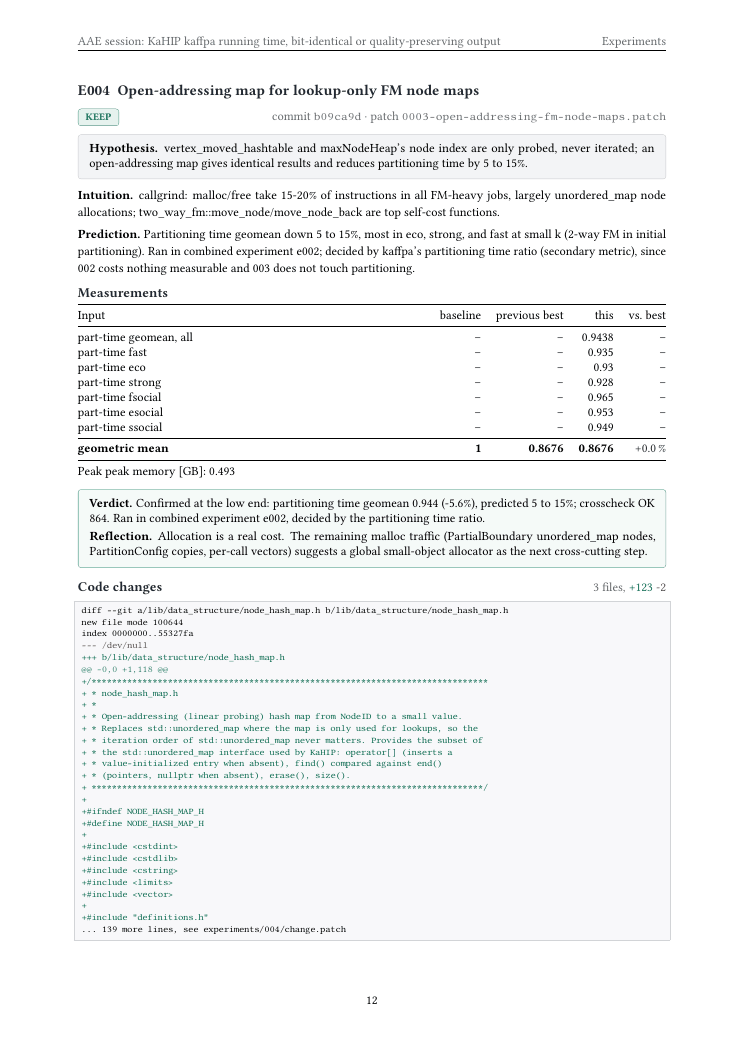 AAE session: KaHIP kaffpa running time, bit-identical or quality-preserving output Experiments
E004 Open-addressing map for lookup-only FM node maps
KEEP commit b09ca9d · patch 0003-open-addressing-fm-node-maps.patch
Hypothesis. vertex_moved_hashtable and maxNodeHeap's node index are only probed, never iterated; an
open-addressing map gives identical results and reduces partitioning time by 5 to 15%.
Intuition. callgrind: malloc/free take 15-20% of instructions in all FM-heavy jobs, largely unordered_map node
allocations; two_way_fm::move_node/move_node_back are top self-cost functions.
Prediction. Partitioning time geomean down 5 to 15%, most in eco, strong, and fast at small k (2-way FM in initial
partitioning). Ran in combined experiment e002; decided by kaffpa's partitioning time ratio (secondary metric), since
002 costs nothing measurable and 003 does not touch partitioning.
Measurements
Input baseline previous best this vs. best
part-time geomean, all – – 0.9438 –
part-time fast – – 0.935 –
part-time eco – – 0.93 –
part-time strong – – 0.928 –
part-time fsocial – – 0.965 –
part-time esocial – – 0.953 –
part-time ssocial – – 0.949 –
geometric mean 1 0.8676 0.8676 +0.0 %
Peak peak memory [GB]: 0.493
Verdict. Confirmed at the low end: partitioning time geomean 0.944 (-5.6%), predicted 5 to 15%; crosscheck OK
864. Ran in combined experiment e002, decided by the partitioning time ratio.
Reflection. Allocation is a real cost. The remaining malloc traffic (PartialBoundary unordered_map nodes,
PartitionConfig copies, per-call vectors) suggests a global small-object allocator as the next cross-cutting step.
Code changes 3 files, +123 -2
diff --git a/lib/data_structure/node_hash_map.h b/lib/data_structure/node_hash_map.h
new file mode 100644
index 0000000..55327fa
--- /dev/null
+++ b/lib/data_structure/node_hash_map.h
@@ -0,0 +1,118 @@
+/******************************************************************************
+ * node_hash_map.h
+ *
+ * Open-addressing (linear probing) hash map from NodeID to a small value.
+ * Replaces std::unordered_map where the map is only used for lookups, so the
+ * iteration order of std::unordered_map never matters. Provides the subset of
+ * the std::unordered_map interface used by KaHIP: operator[] (inserts a
+ * value-initialized entry when absent), find() compared against end()
+ * (pointers, nullptr when absent), erase(), size().
+ *****************************************************************************/
+
+#ifndef NODE_HASH_MAP_H
+#define NODE_HASH_MAP_H
+
+#include <cstdint>
+#include <cstdlib>
+#include <cstring>
+#include <limits>
+#include <vector>
+
+#include "definitions.h"
... 139 more lines, see experiments/004/change.patch
12